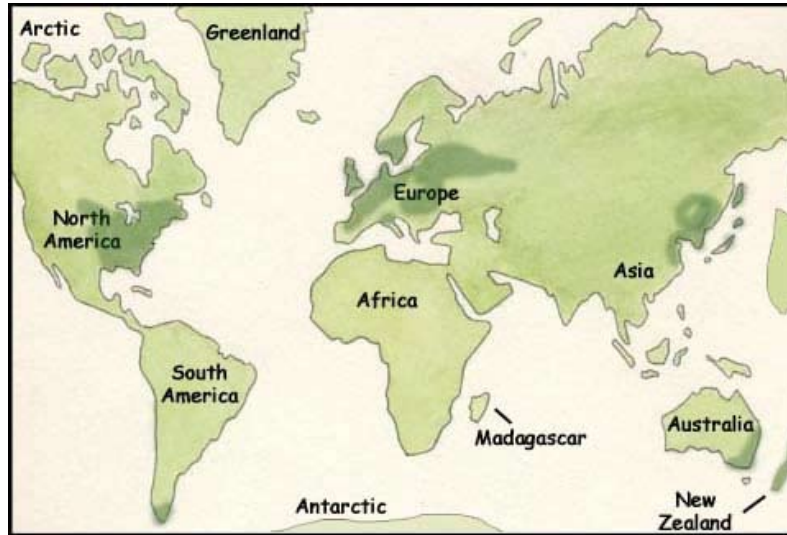 Arctic
Greenland
North
America
Europe
Asia
Africa
South
America
Madagascar
Australia
Antarctic
New
Zealand